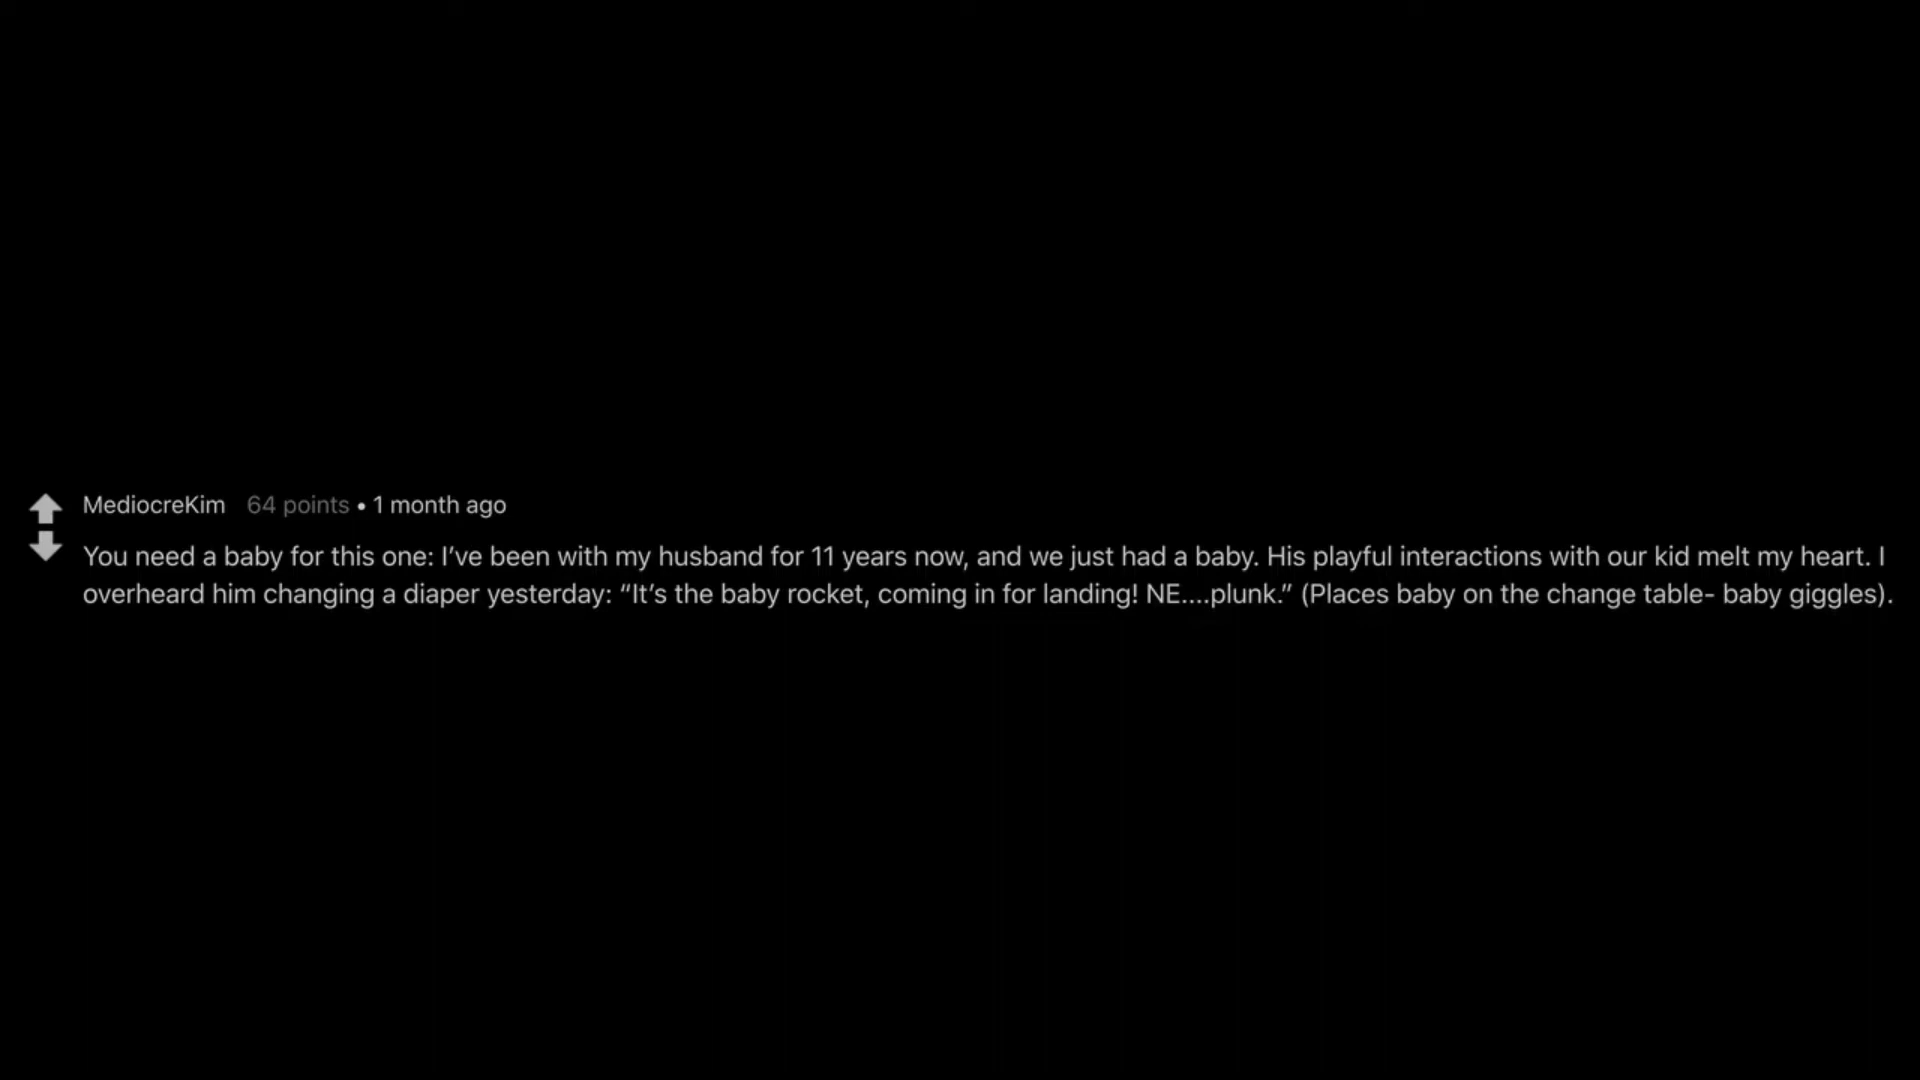 MediocreKim 64 points • 1 month ago
You need a baby for this one: I’ve been with my husband for 11 years now, and we just had a baby. His playful interactions with our kid melt my heart. I
overheard him changing a diaper yesterday: “It’s the baby rocket, coming in for landing! NE....plunk.” (Places baby on the change table- baby giggles).